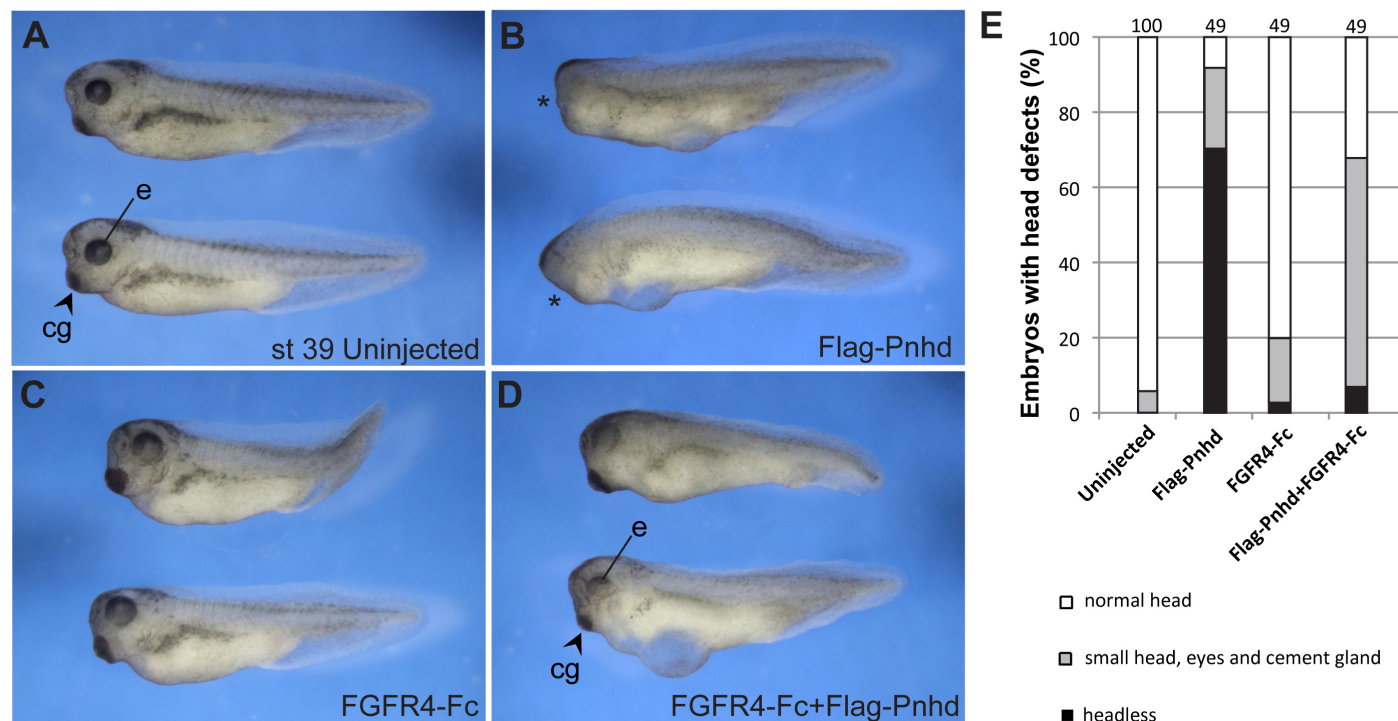 A
e
cg
st 39 Uninjected
B
*
*
Flag-Pnhd
C
FGFR4-Fc
D
e
cg
FGFR4-Fc+Flag-Pnhd
E
Embryos with head defects (%)
100 49 49 49
100
80
60
40
20
0
Uninjected
Flag-Pnhd
FGFR4-Fc
Flag-Pnhd+FGFR4-Fc
normal head
small head, eyes and cement gland
headless